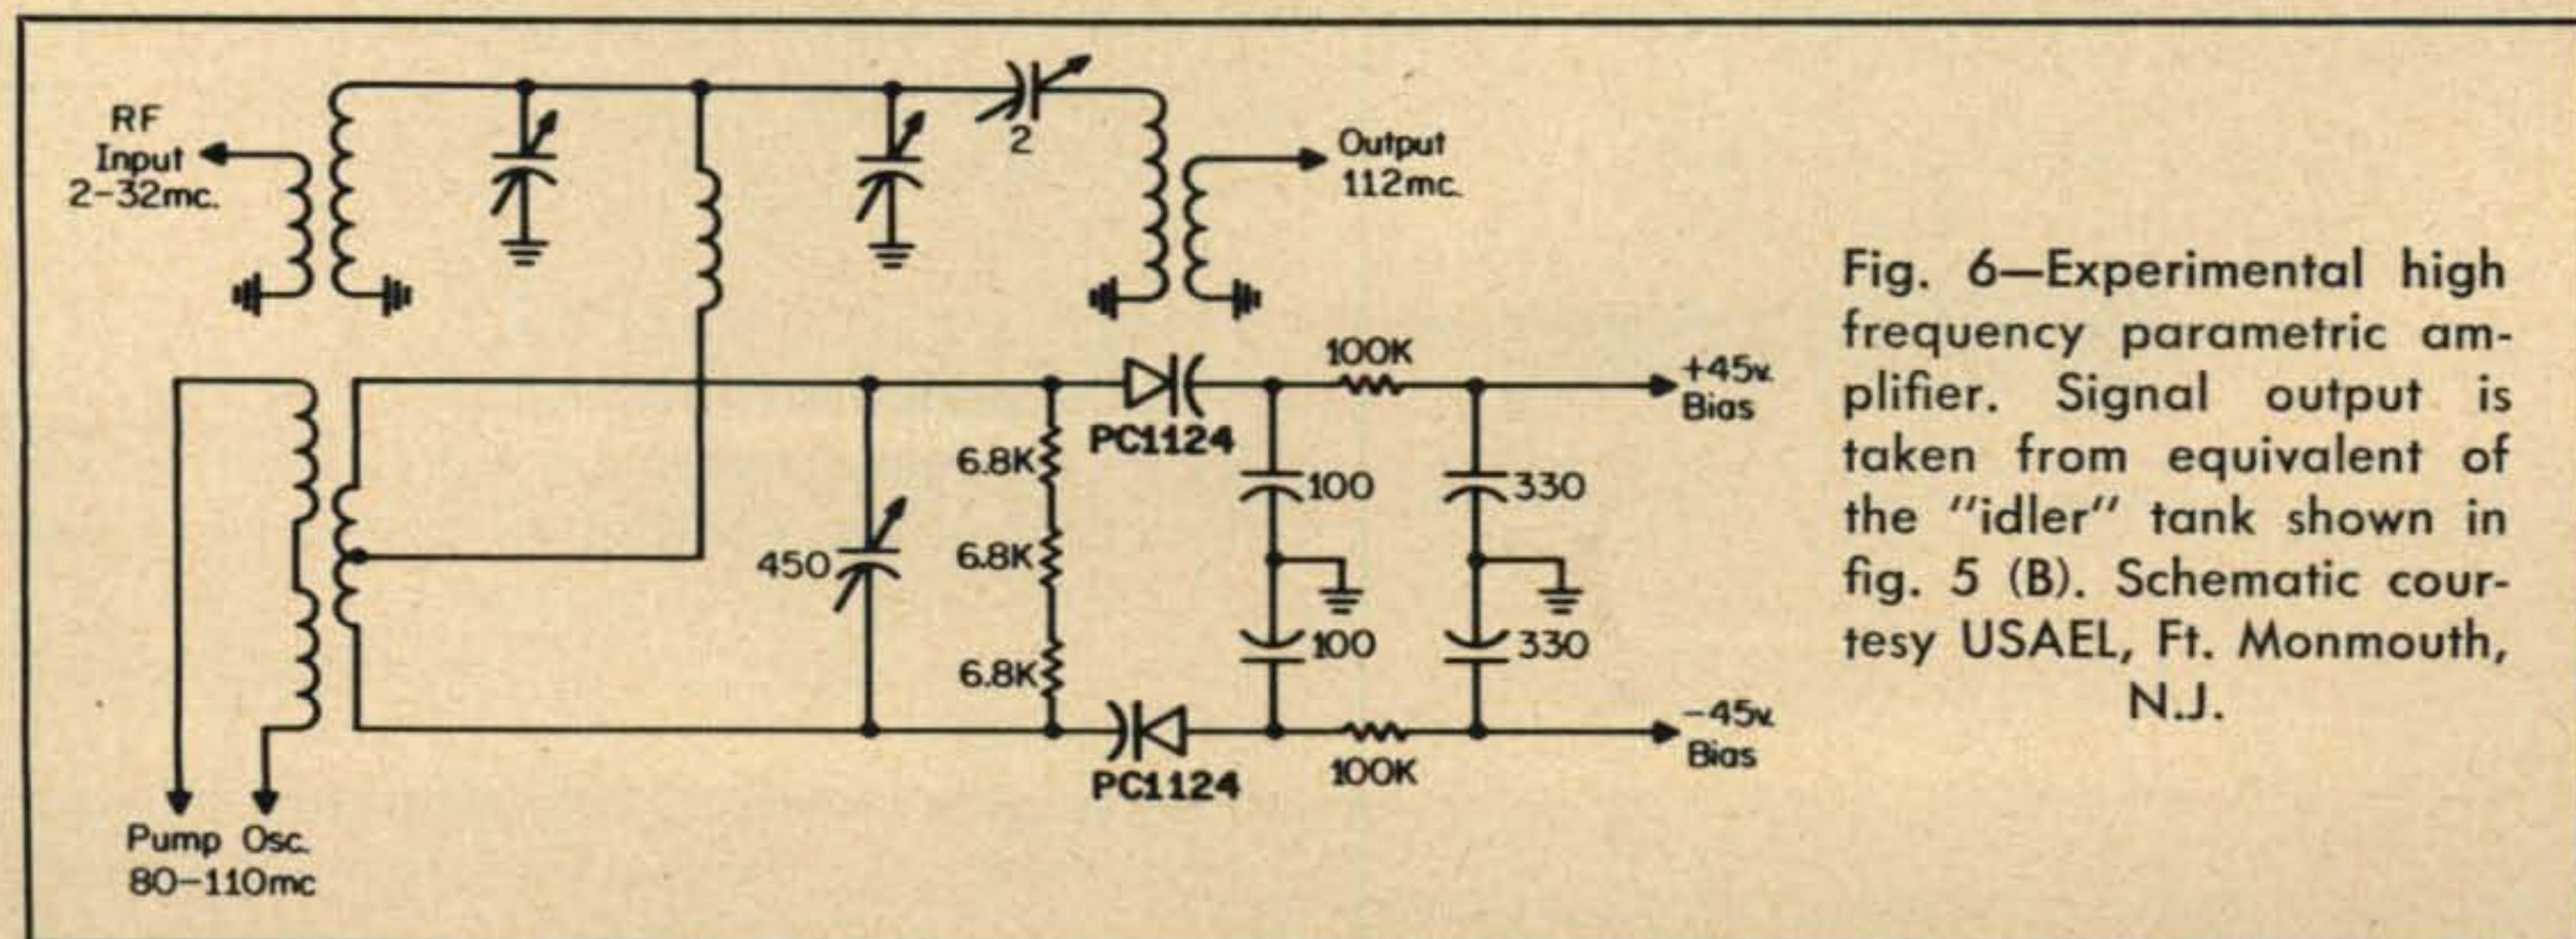 RF
Input
2-32mc.
2
Output
112mc.
100K
+45v.
Bias
PC1124
6.8K
100
330
450
6.8K
6.8K
100
330
-45v.
Bias
PC1124
100K
Pump Osc.
80-110mc
Fig. 6—Experimental high
frequency parametric am-
plifier. Signal output is
taken from equivalent of
the "idler" tank shown in
fig. 5 (B). Schematic cour-
tesy USAEL, Ft. Monmouth,
N.J.